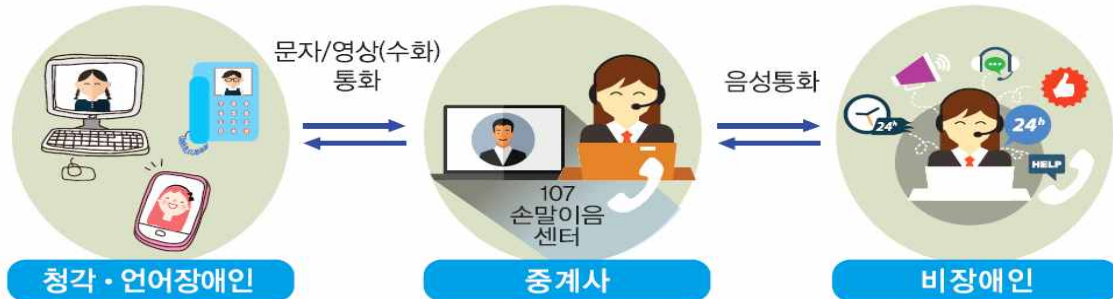 문자/영상(수화)
통화
음성통화
24h
24h
HELP
107
손말이음
센터
청각·언어장애인
중계사
비장애인